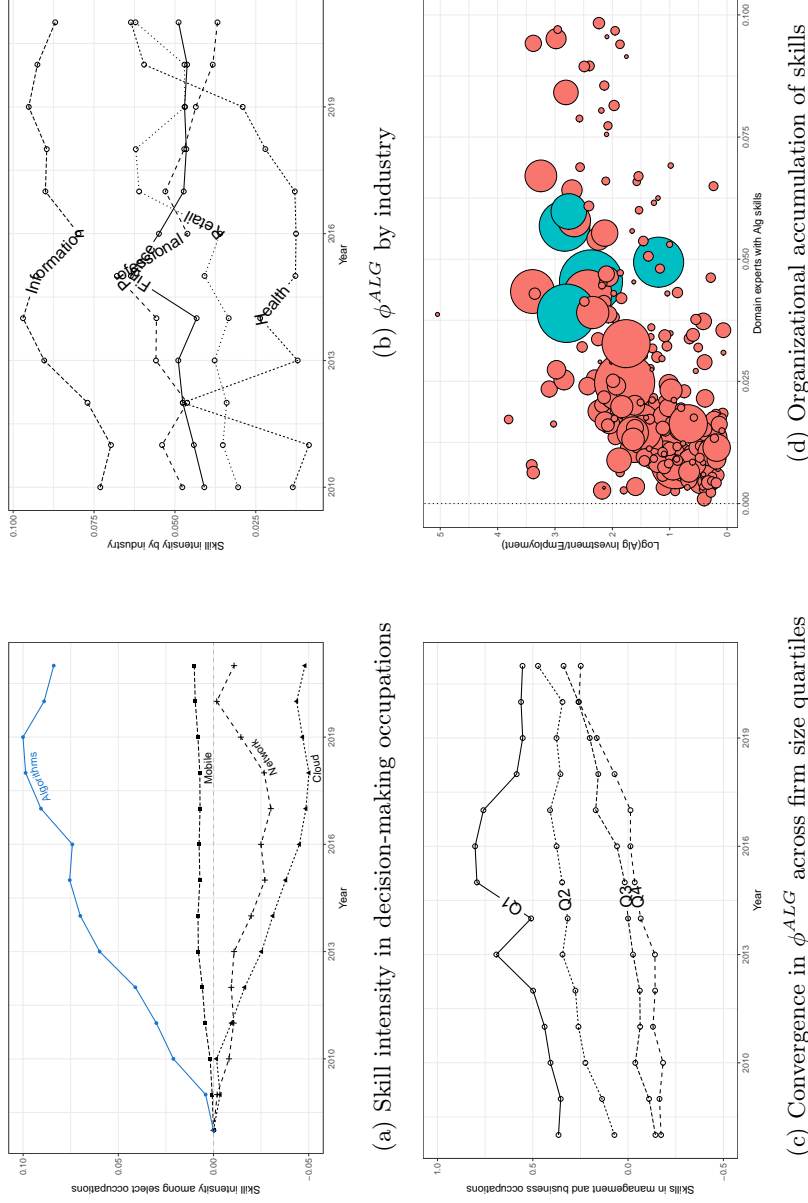 Skill intensity among select occupations
0.10
0.05
0.00
-0.05
Algorithms
Mobile
Network
Cloud
2010 2013 2016 2019
Year
(a) Skill intensity in decision-making occupations
Skill intensity by industry
0.100
0.075
0.050
0.025
Information
Professional
Finance
Retail
Health
2010 2013 2016 2019
Year
(b) ϕ^ALG by industry
Skills in management and business occupations
1.0
0.5
0.0
-0.5
Q1
Q2
Q3
Q4
2010 2013 2016 2019
Year
(c) Convergence in ϕ^ALG across firm size quartiles
Log(Alg Investment/Employment)
5
4
3
2
1
0
0.000 0.025 0.050 0.075 0.100
Domain experts with Alg skills
(d) Organizational accumulation of skills